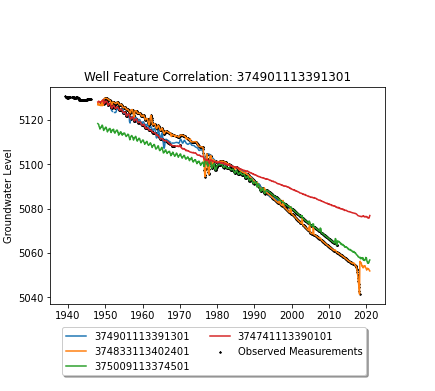 Well Feature Correlation: 374901113391301
Groundwater Level
5120
5100
5080
5060
5040
1940 1950 1960 1970 1980 1990 2000 2010 2020
374901113391301
374833113402401
375009113374501
374741113390101
Observed Measurements